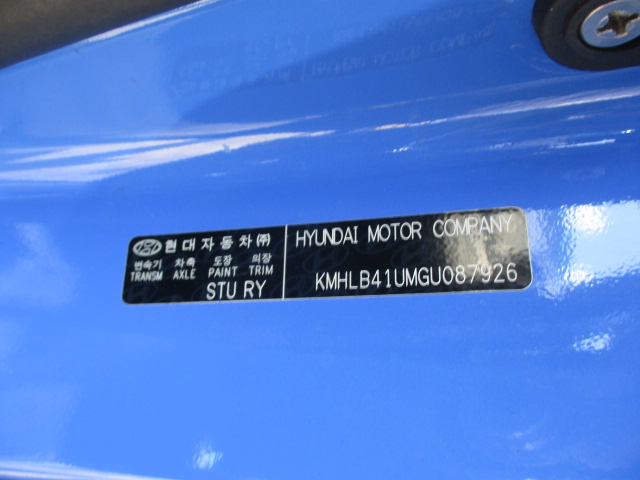 현대자동차㈜
변속기 차축 도장 의장
TRANSM AXLE PAINT TRIM
STU RY
HYUNDAI MOTOR COMPANY
KMHLB41UMGU087926